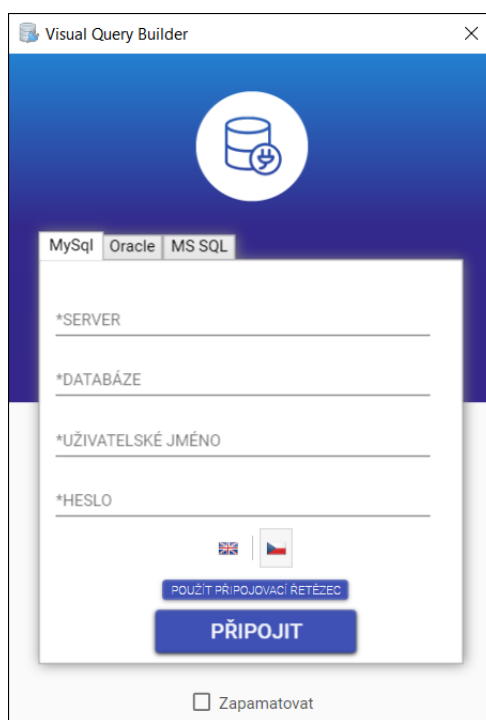 Visual Query Builder
MySql Oracle MS SQL
*SERVER
*DATABÁZE
*UŽIVATELSKÉ JMÉNO
*HESLO
POUŽÍT PŘIPOJOVACÍ ŘETĚZEC
PŘIPOJIT
Zapamatovat